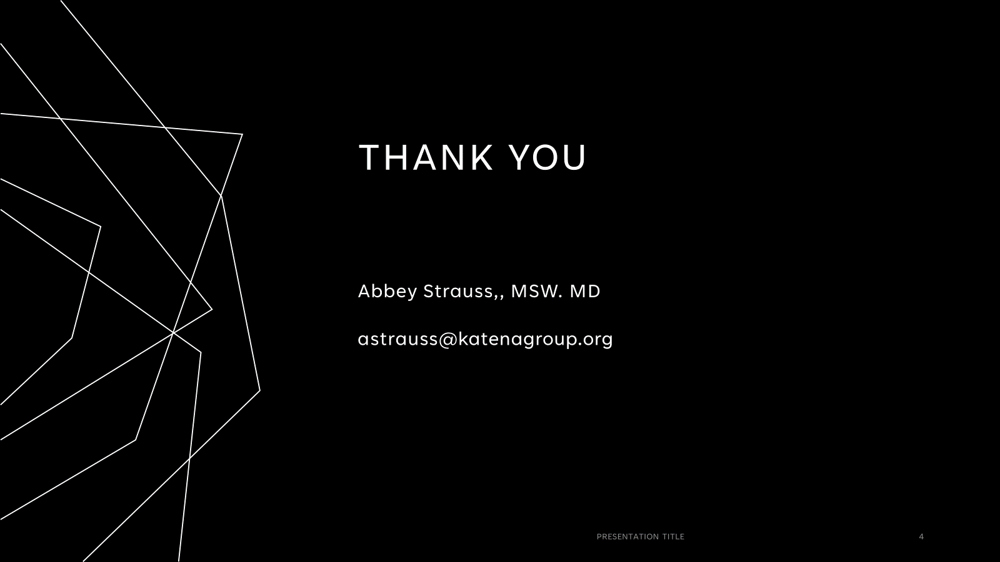 THANK YOU
Abbey Strauss,, MSW. MD
astrauss@katenagroup.org
PRESENTATION TITLE
4